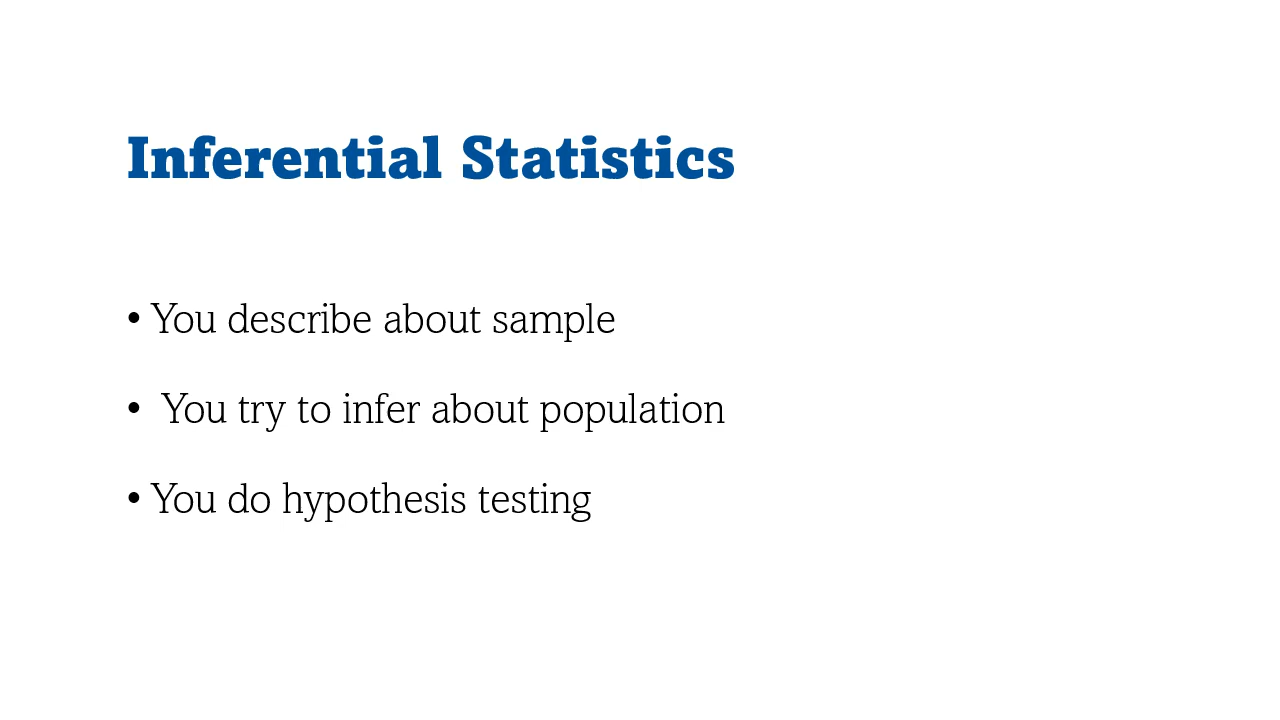 Inferential Statistics
• You describe about sample
• You try to infer about population
• You do hypothesis testing